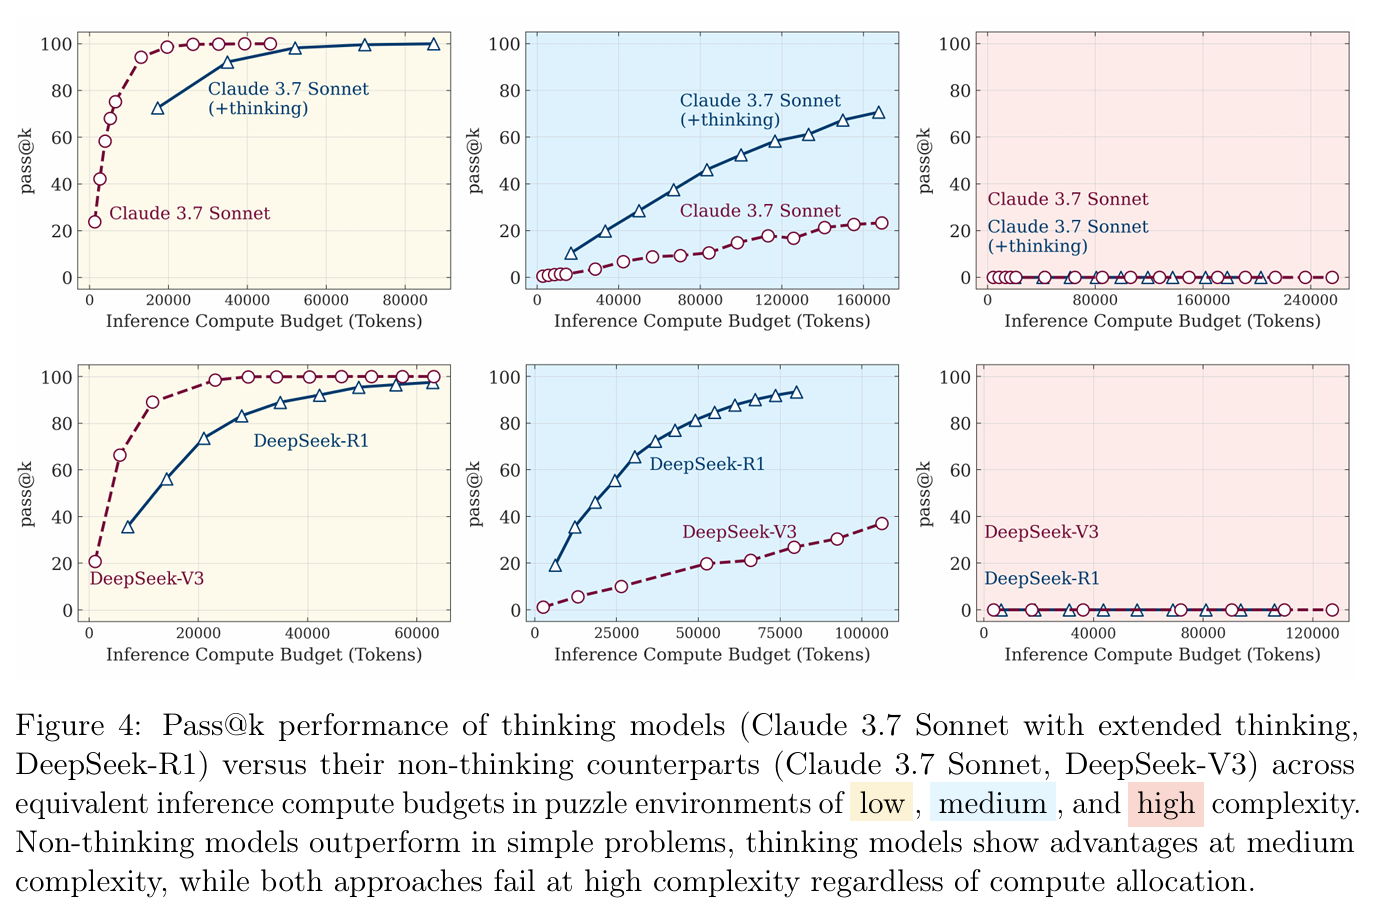 100
80
60
40
20
0
pass@k
Claude 3.7 Sonnet
(+thinking)
Claude 3.7 Sonnet
0 20000 40000 60000 80000
Inference Compute Budget (Tokens)
100
80
60
40
20
0
pass@k
Claude 3.7 Sonnet
(+thinking)
Claude 3.7 Sonnet
0 40000 80000 120000 160000
Inference Compute Budget (Tokens)
100
80
60
40
20
0
pass@k
Claude 3.7 Sonnet
Claude 3.7 Sonnet
(+thinking)
0 80000 160000 240000
Inference Compute Budget (Tokens)
100
80
60
40
20
0
pass@k
DeepSeek-R1
DeepSeek-V3
0 20000 40000 60000
Inference Compute Budget (Tokens)
100
80
60
40
20
0
pass@k
DeepSeek-R1
DeepSeek-V3
0 25000 50000 75000 100000
Inference Compute Budget (Tokens)
100
80
60
40
20
0
pass@k
DeepSeek-V3
DeepSeek-R1
0 40000 80000 120000
Inference Compute Budget (Tokens)
Figure 4: Pass@k performance of thinking models (Claude 3.7 Sonnet with extended thinking,
DeepSeek-R1) versus their non-thinking counterparts (Claude 3.7 Sonnet, DeepSeek-V3) across
equivalent inference compute budgets in puzzle environments of low, medium, and high complexity.
Non-thinking models outperform in simple problems, thinking models show advantages at medium
complexity, while both approaches fail at high complexity regardless of compute allocation.